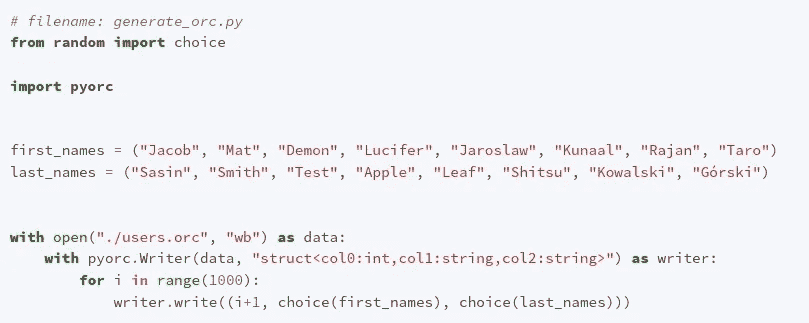 # filename: generate_orc.py
from random import choice

import pyorc


first_names = ("Jacob", "Mat", "Demon", "Lucifer", "Jaroslaw", "Kunaal", "Rajan", "Taro")
last_names = ("Sasin", "Smith", "Test", "Apple", "Leaf", "Shitsu", "Kowalski", "Górski")


with open("./users.orc", "wb") as data:
    with pyorc.Writer(data, "struct<col0:int,col1:string,col2:string>") as writer:
        for i in range(1000):
            writer.write((i+1, choice(first_names), choice(last_names)))